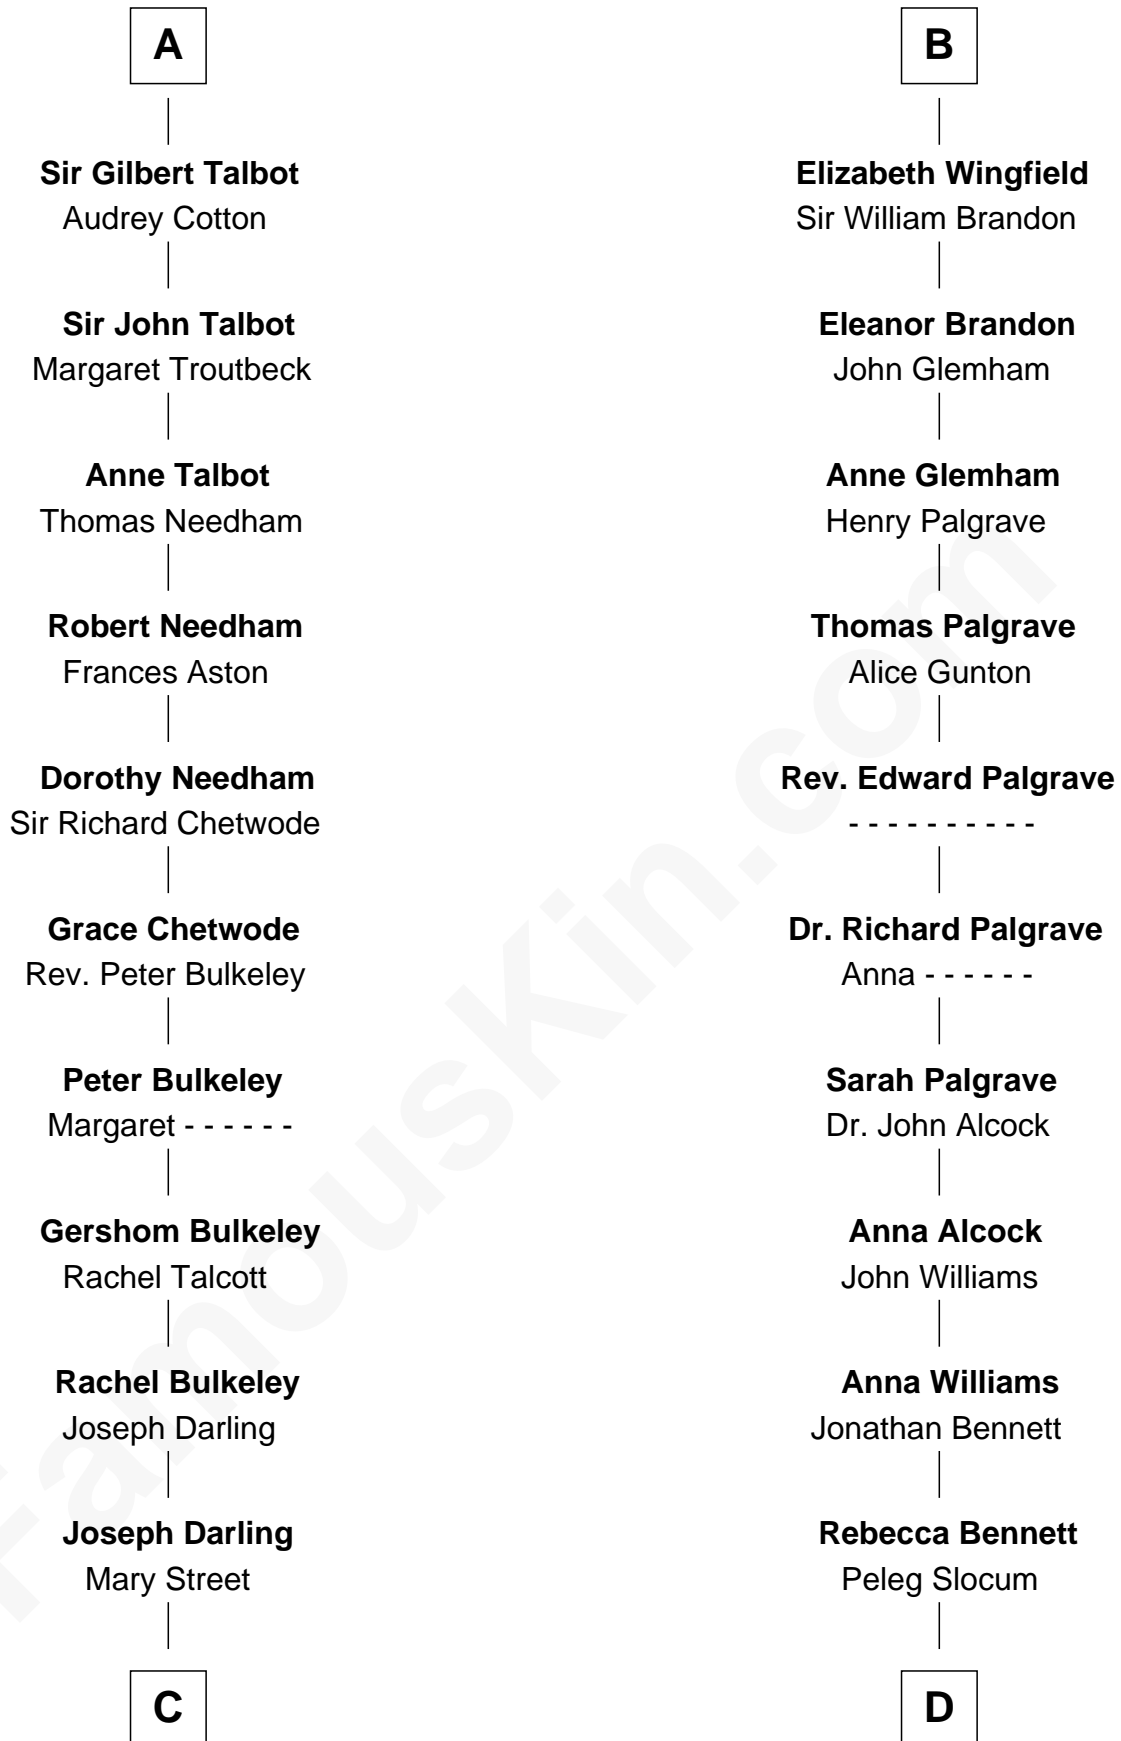 A
Sir Gilbert Talbot
Audrey Cotton
Sir John Talbot
Margaret Troutbeck
Anne Talbot
Thomas Needham
Robert Needham
Frances Aston
Dorothy Needham
Sir Richard Chetwode
Grace Chetwode
Rev. Peter Bulkeley
Peter Bulkeley
Margaret - - - - - -
Gershom Bulkeley
Rachel Talcott
Rachel Bulkeley
Joseph Darling
Joseph Darling
Mary Street
C
B
Elizabeth Wingfield
Sir William Brandon
Eleanor Brandon
John Glemham
Anne Glemham
Henry Palgrave
Thomas Palgrave
Alice Gunton
Rev. Edward Palgrave
- - - - - - - - - -
Dr. Richard Palgrave
Anna - - - - - -
Sarah Palgrave
Dr. John Alcock
Anna Alcock
John Williams
Anna Williams
Jonathan Bennett
Rebecca Bennett
Peleg Slocum
D
FamousKin.com